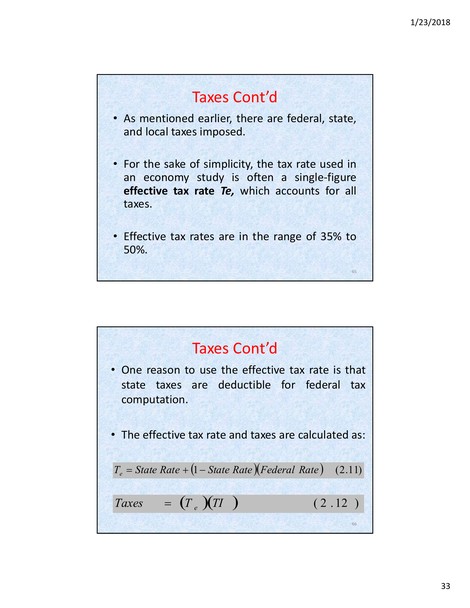 1/23/2018
Taxes Cont’d
• As mentioned earlier, there are federal, state,
and local taxes imposed.
• For the sake of simplicity, the tax rate used in
an economy study is often a single-figure
effective tax rate Te, which accounts for all
taxes.
• Effective tax rates are in the range of 35% to
50%.
Taxes Cont’d
• One reason to use the effective tax rate is that
state taxes are deductible for federal tax
computation.
• The effective tax rate and taxes are calculated as:
Te = State Rate + (1 − State Rate)(Federal Rate) (2.11)
Taxes = (Te)(TI) (2.12)
33